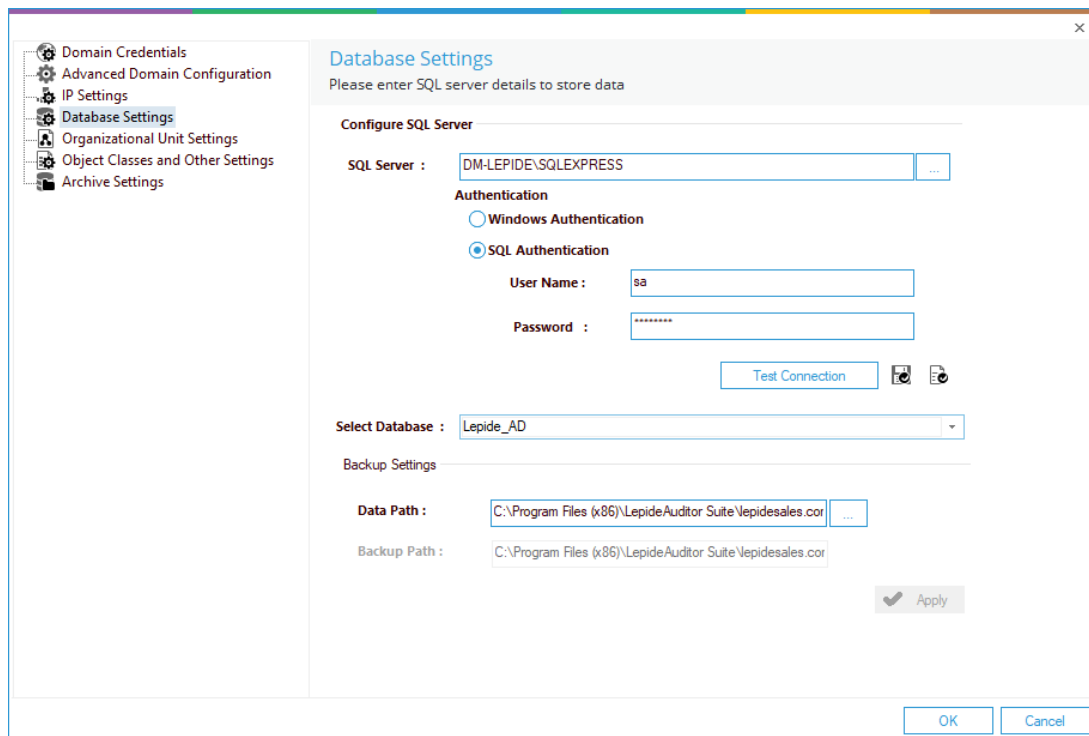 Domain Credentials
Advanced Domain Configuration
IP Settings
Database Settings
Organizational Unit Settings
Object Classes and Other Settings
Archive Settings
Database Settings
Please enter SQL server details to store data
Configure SQL Server
SQL Server : DM-LEPIDE\SQLEXPRESS ...
Authentication
Windows Authentication
SQL Authentication
User Name : sa
Password : ********
Test Connection
Select Database : Lepide_AD
Backup Settings
Data Path : C:\Program Files (x86)\LepideAuditor Suite\lepidesales.cor ...
Backup Path : C:\Program Files (x86)\LepideAuditor Suite\lepidesales.cor
Apply
OK Cancel